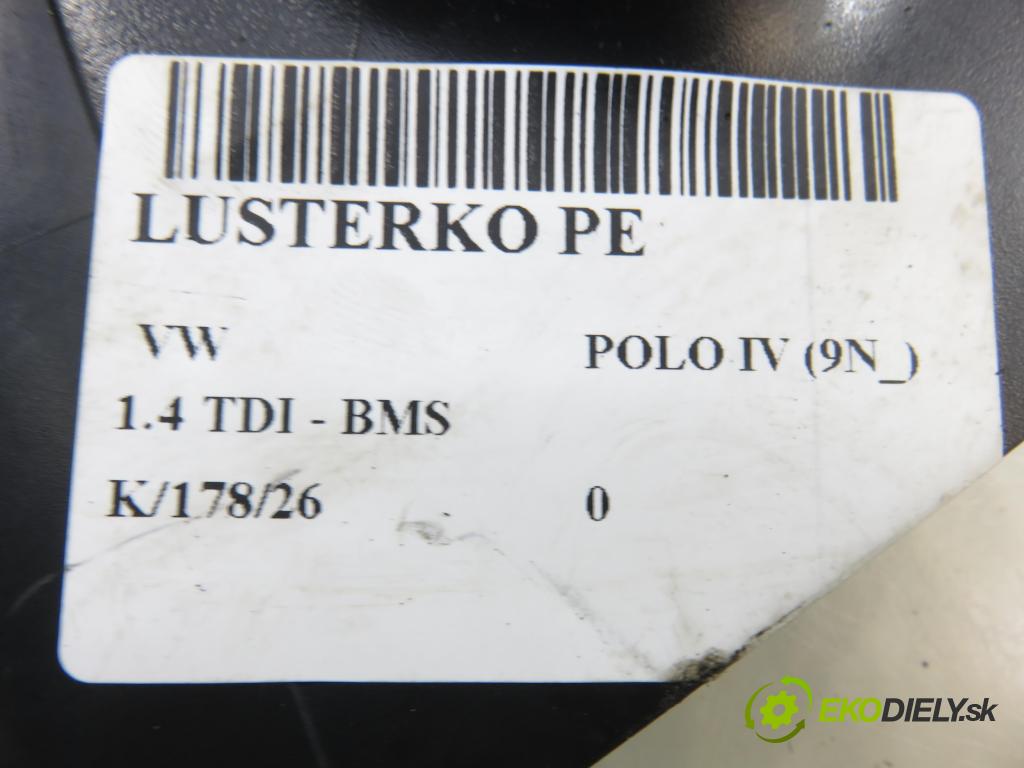 LUSTERKO PE
VW POLO IV (9N_)
1.4 TDI - BMS
K/178/26 0
EKODIELY.sk